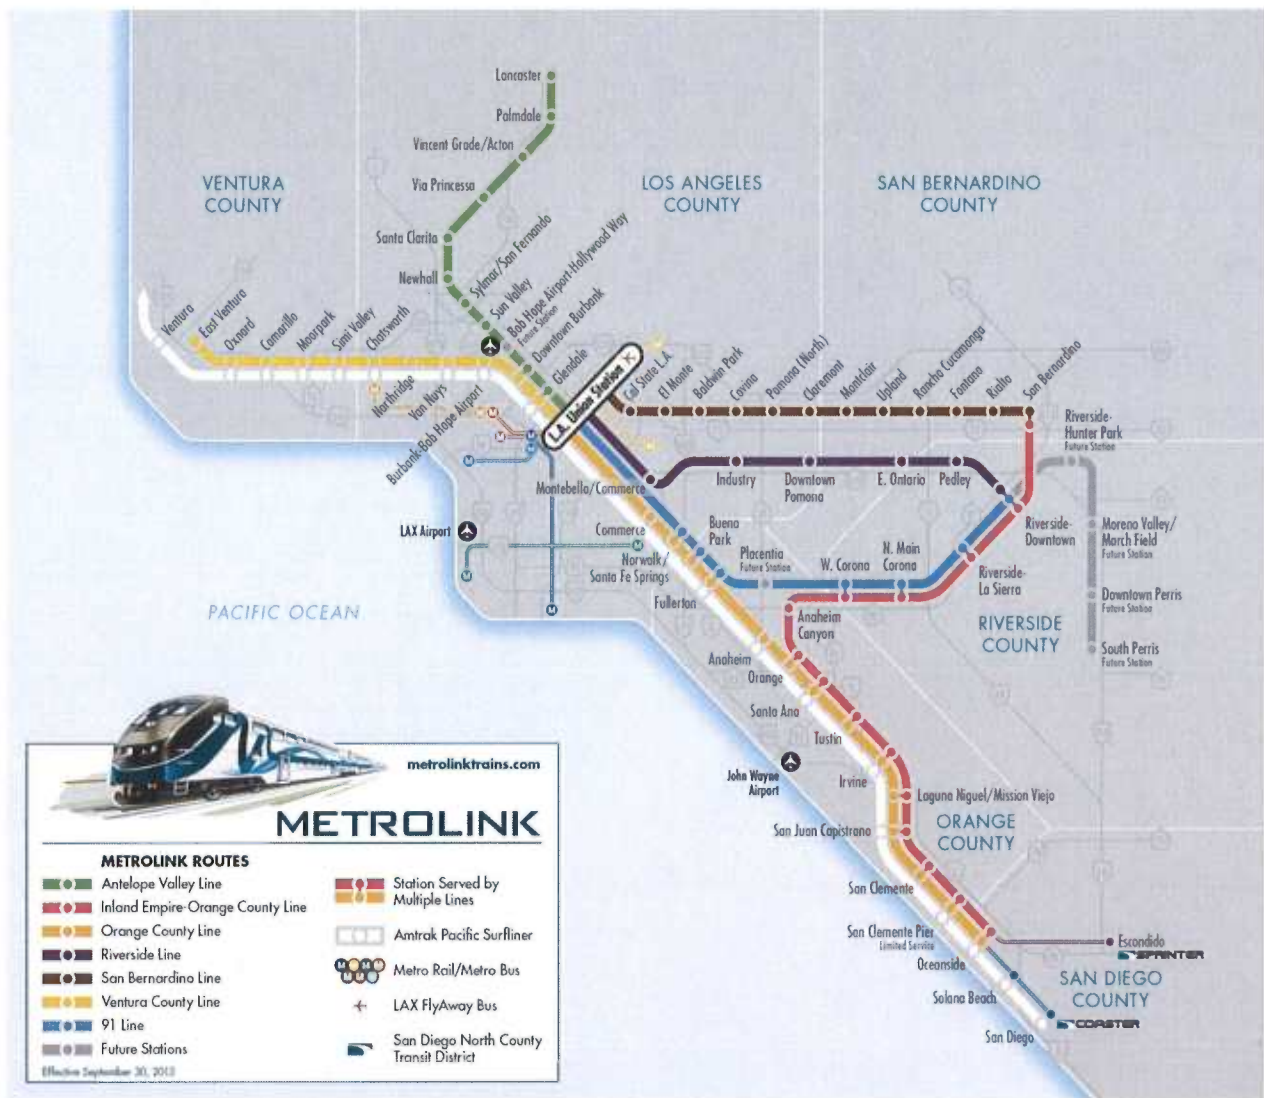 Lancaster
Palmdale
Vincent Grade/Acton
Via Princessa
Santa Clarita
Newhall
VENTURA
COUNTY
LOS ANGELES
COUNTY
SAN BERNARDINO
COUNTY
Sylmar/San Fernando
Sun Valley
Bob Hope Airport-Hollywood Way
Future Station
Downtown Burbank
Glendale
L.A. Union Station
Ventura
East Ventura
Oxnard
Camarillo
Moorpark
Simi Valley
Chatsworth
Northridge
Van Nuys
Burbank-Bob Hope Airport
Cal State L.A
El Monte
Baldwin Park
Covina
Pomona (North)
Claremont
Montclair
Upland
Rancho Cucamonga
Fontana
Rialto
San Bernardino
Riverside-
Hunter Park
Future Station
Montebello/Commerce
Industry
Downtown
Pomona
E. Ontario
Pedley
LAX Airport
Commerce
Buena
Park
Riverside-
Downtown
Moreno Valley/
March Field
Future Station
Norwalk/
Santa Fe Springs
Placentia
Future Station
W. Corona
N. Main
Corona
Riverside-
La Sierra
Downtown Perris
Future Station
Fullerton
PACIFIC OCEAN
Anaheim
Canyon
RIVERSIDE
COUNTY
South Perris
Future Station
Anaheim
Orange
Santa Ana
Tustin
John Wayne
Airport
Irvine
Laguna Niguel/Mission Viejo
San Juan Capistrano
ORANGE
COUNTY
San Clemente
San Clemente Pier
Limited Service
Oceanside
Escondido
SPRINTER
SAN DIEGO
COUNTY
Solana Beach
COASTER
San Diego
metrolinktrains.com
METROLINK
METROLINK ROUTES
Antelope Valley Line
Inland Empire-Orange County Line
Orange County Line
Riverside Line
San Bernardino Line
Ventura County Line
91 Line
Future Stations
Station Served by
Multiple Lines
Amtrak Pacific Surfliner
Metro Rail/Metro Bus
LAX FlyAway Bus
San Diego North County
Transit District
Effective September 30, 2013